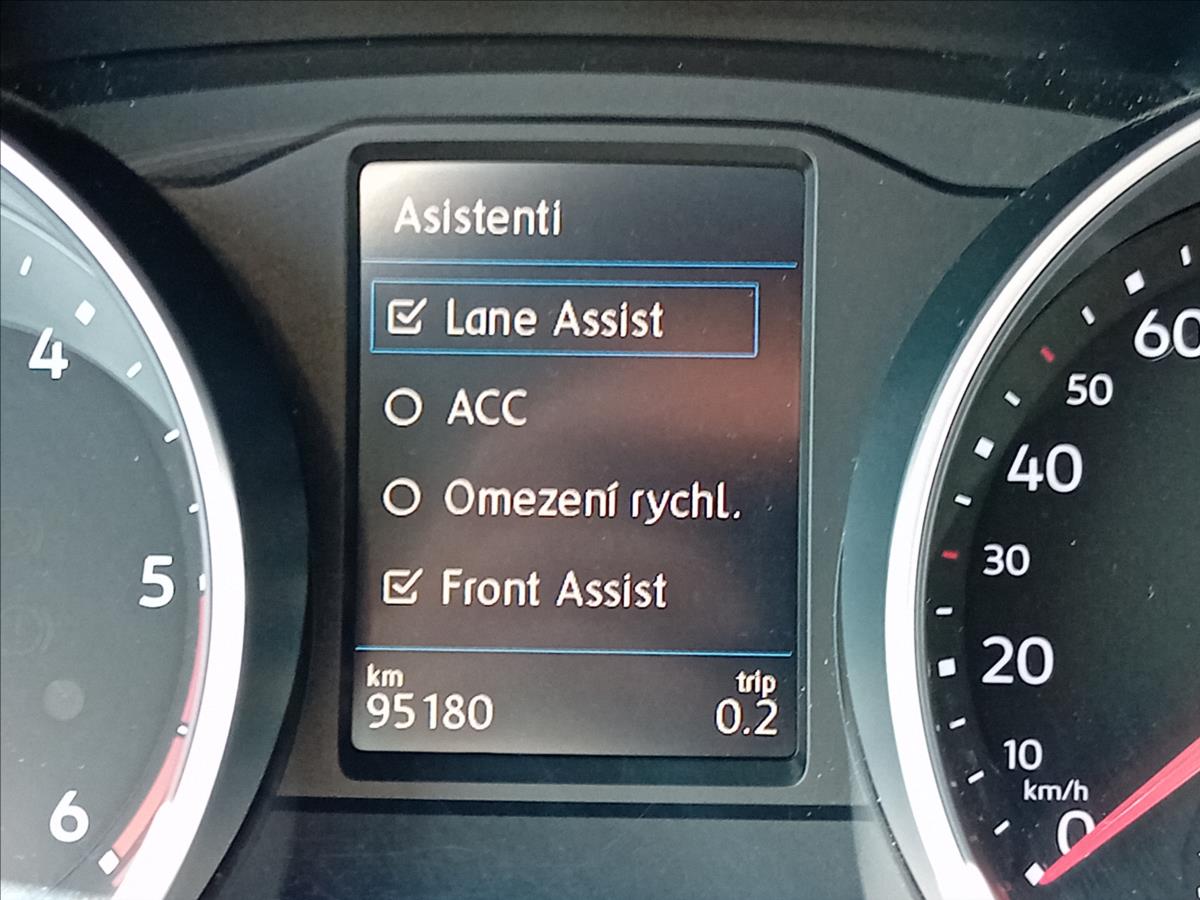 Asistenti
Lane Assist
ACC
Omezení rychl.
Front Assist
km trip
95180 0.2
4
5
6
60
50
40
30
20
10
km/h
0